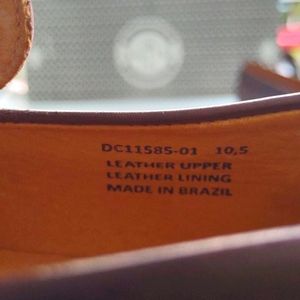 DC11585-01 10,5
LEATHER UPPER
LEATHER LINING
MADE IN BRAZIL